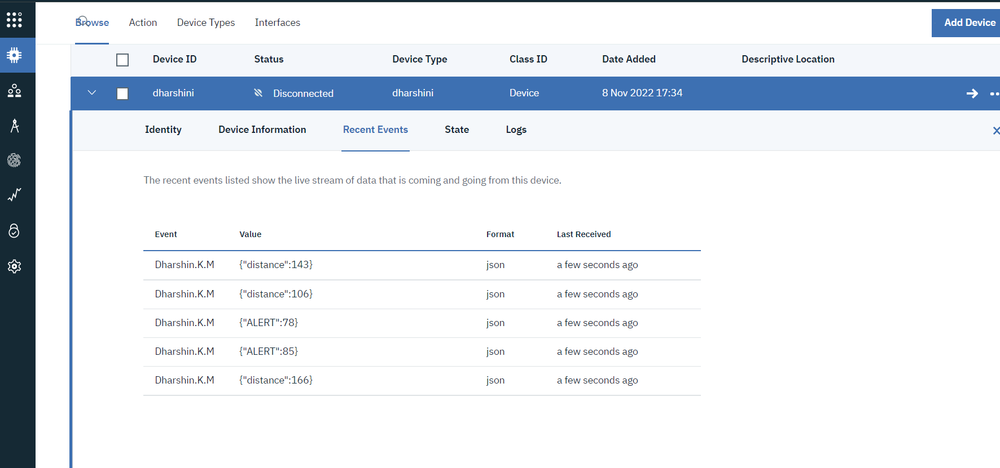 Browse Action Device Types Interfaces Add Device
Device ID Status Device Type Class ID Date Added Descriptive Location
dharshini Disconnected dharshini Device 8 Nov 2022 17:34
Identity Device Information Recent Events State Logs
The recent events listed show the live stream of data that is coming and going from this device.
Event Value Format Last Received
Dharshin.K.M {"distance":143} json a few seconds ago
Dharshin.K.M {"distance":106} json a few seconds ago
Dharshin.K.M {"ALERT":78} json a few seconds ago
Dharshin.K.M {"ALERT":85} json a few seconds ago
Dharshin.K.M {"distance":166} json a few seconds ago